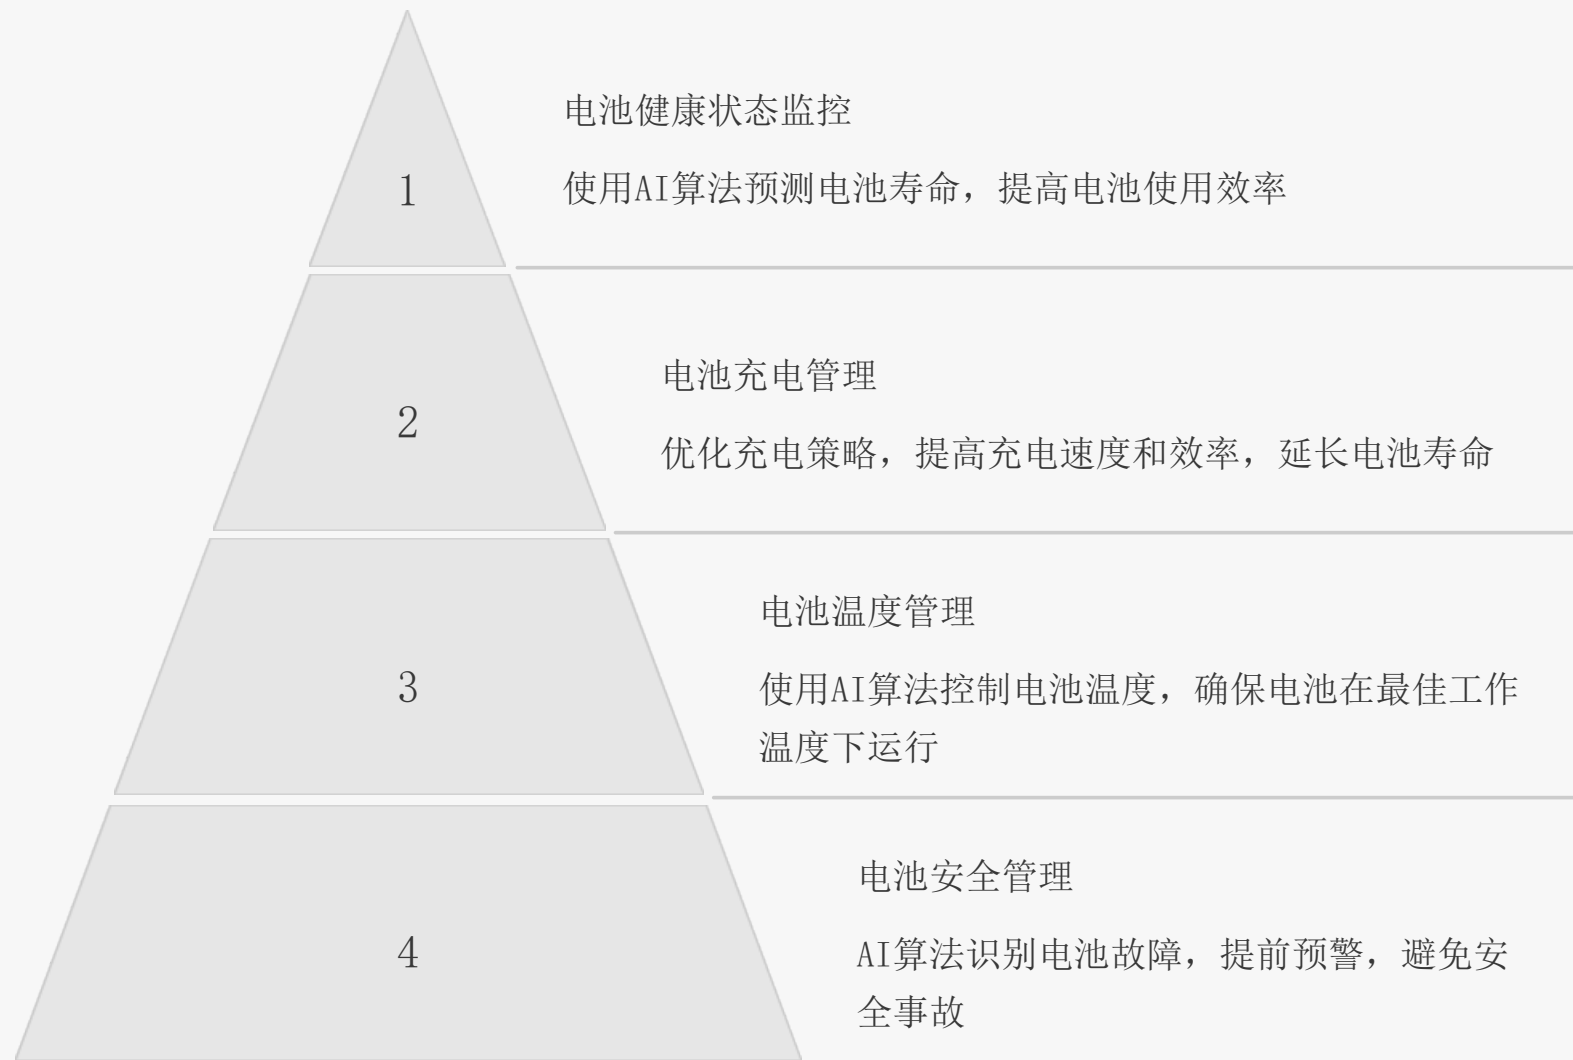 电池健康状态监控
1
使用AI算法预测电池寿命，提高电池使用效率
电池充电管理
2
优化充电策略，提高充电速度和效率，延长电池寿命
电池温度管理
3
使用AI算法控制电池温度，确保电池在最佳工作
温度下运行
电池安全管理
4
AI算法识别电池故障，提前预警，避免安
全事故